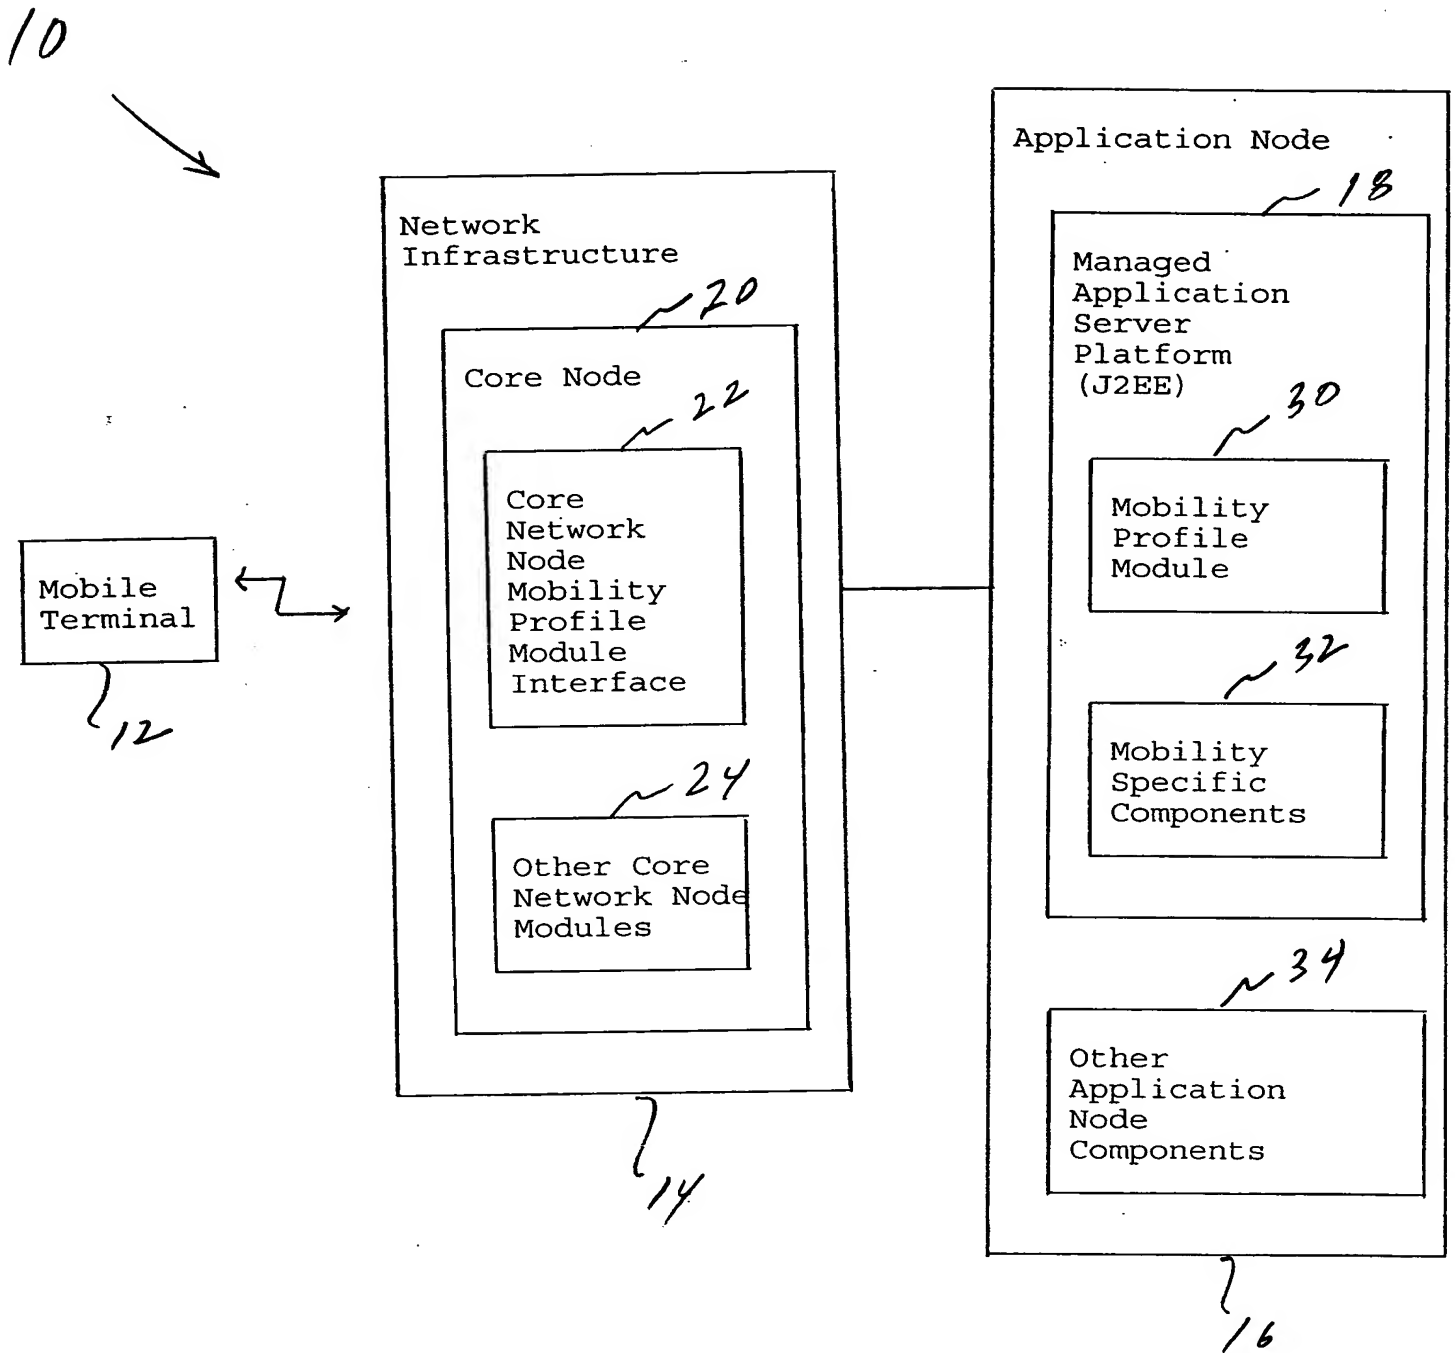 10
Application Node
18
Network
Infrastructure
20
Managed
Application
Server
Platform
(J2EE)
Core Node
22
30
Core
Network
Node
Mobility
Profile
Module
Interface
Mobility
Profile
Module
Mobile
Terminal
12
32
24
Mobility
Specific
Components
Other Core
Network Node
Modules
34
Other
Application
Node
Components
14
16